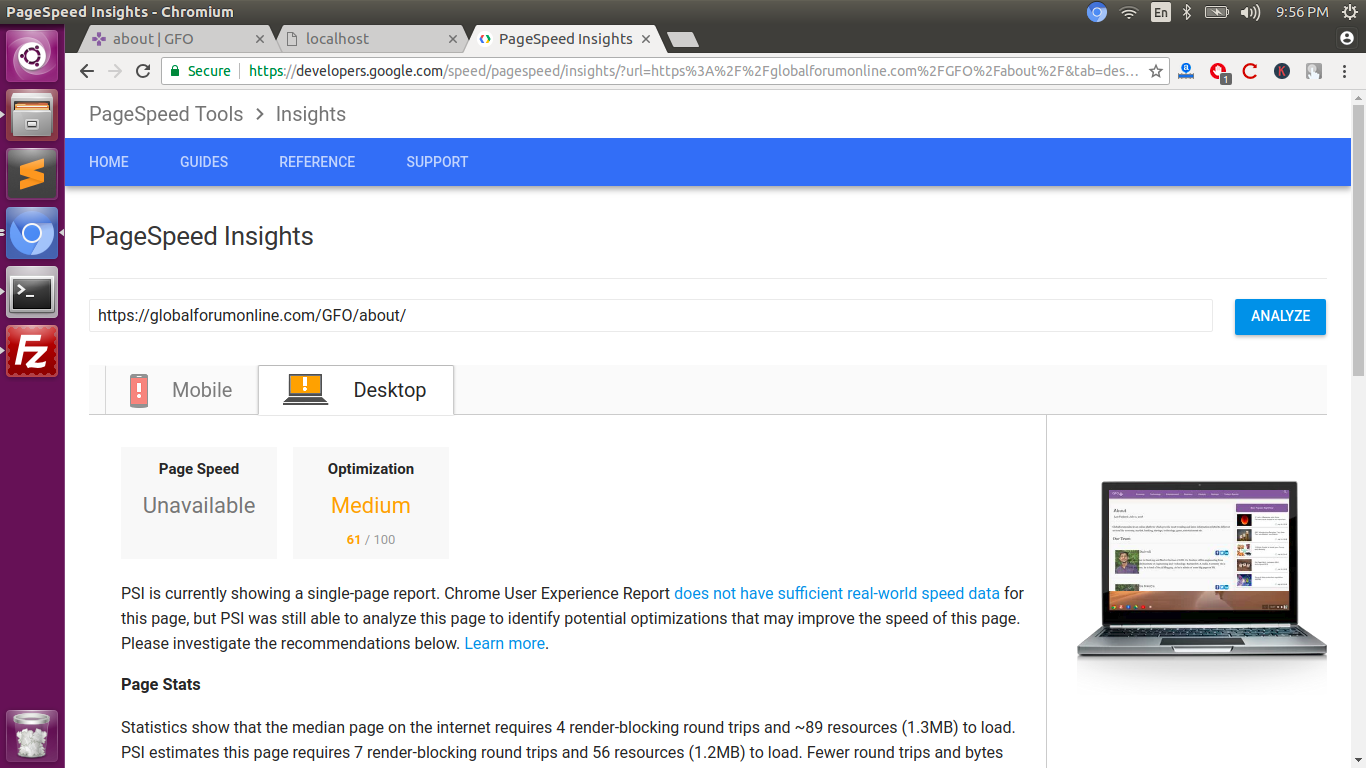 PageSpeed Insights - Chromium
En
9:56 PM
about | GFO
localhost
PageSpeed Insights
Secure
https://developers.google.com/speed/pagespeed/insights/?url=https%3A%2F%2Fglobalforumonline.com%2FGFO%2Fabout%2F&tab=des...
a
1
C
K
PageSpeed Tools > Insights
HOME GUIDES REFERENCE SUPPORT
PageSpeed Insights
https://globalforumonline.com/GFO/about/
ANALYZE
Mobile
Desktop
Page Speed
Unavailable
Optimization
Medium
61 / 100
PSI is currently showing a single-page report. Chrome User Experience Report does not have sufficient real-world speed data for
this page, but PSI was still able to analyze this page to identify potential optimizations that may improve the speed of this page.
Please investigate the recommendations below. Learn more.
Page Stats
Statistics show that the median page on the internet requires 4 render-blocking round trips and ~89 resources (1.3MB) to load.
PSI estimates this page requires 7 render-blocking round trips and 56 resources (1.2MB) to load. Fewer round trips and bytes
About
Our Team
Fz